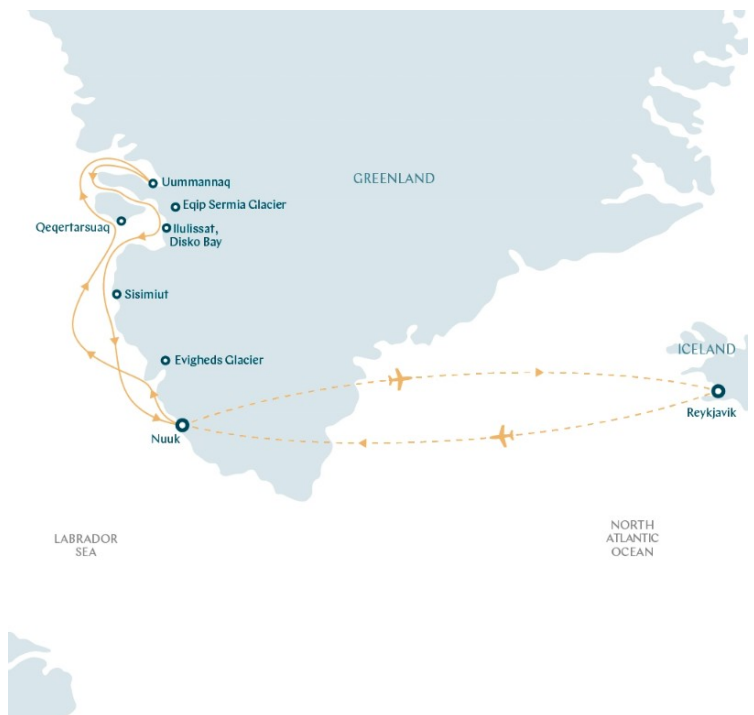 GREENLAND
Uummannaq
Eqip Sermia Glacier
Qeqertarsuaq
Ilulissat,
Disko Bay
Sisimiut
ICELAND
Evigheds Glacier
Reykjavik
Nuuk
LABRADOR
SEA
NORTH
ATLANTIC
OCEAN